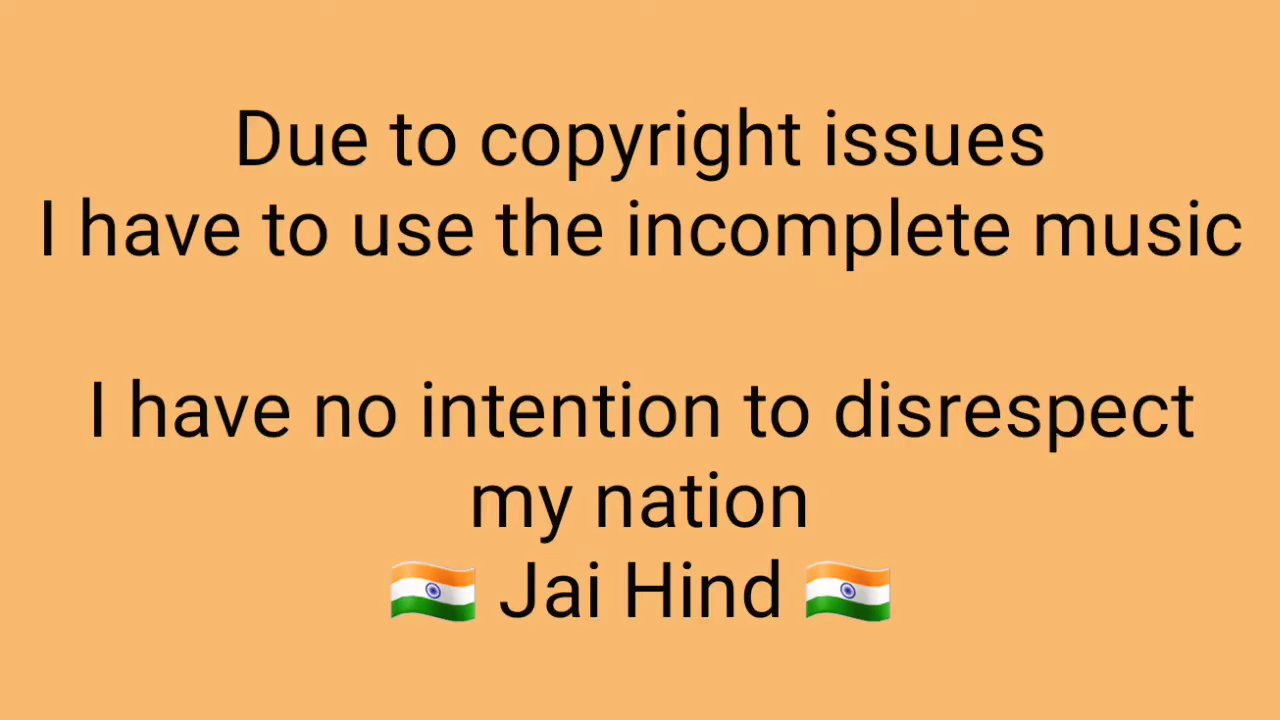 Due to copyright issues
I have to use the incomplete music
I have no intention to disrespect
my nation
🇮🇳 Jai Hind 🇮🇳